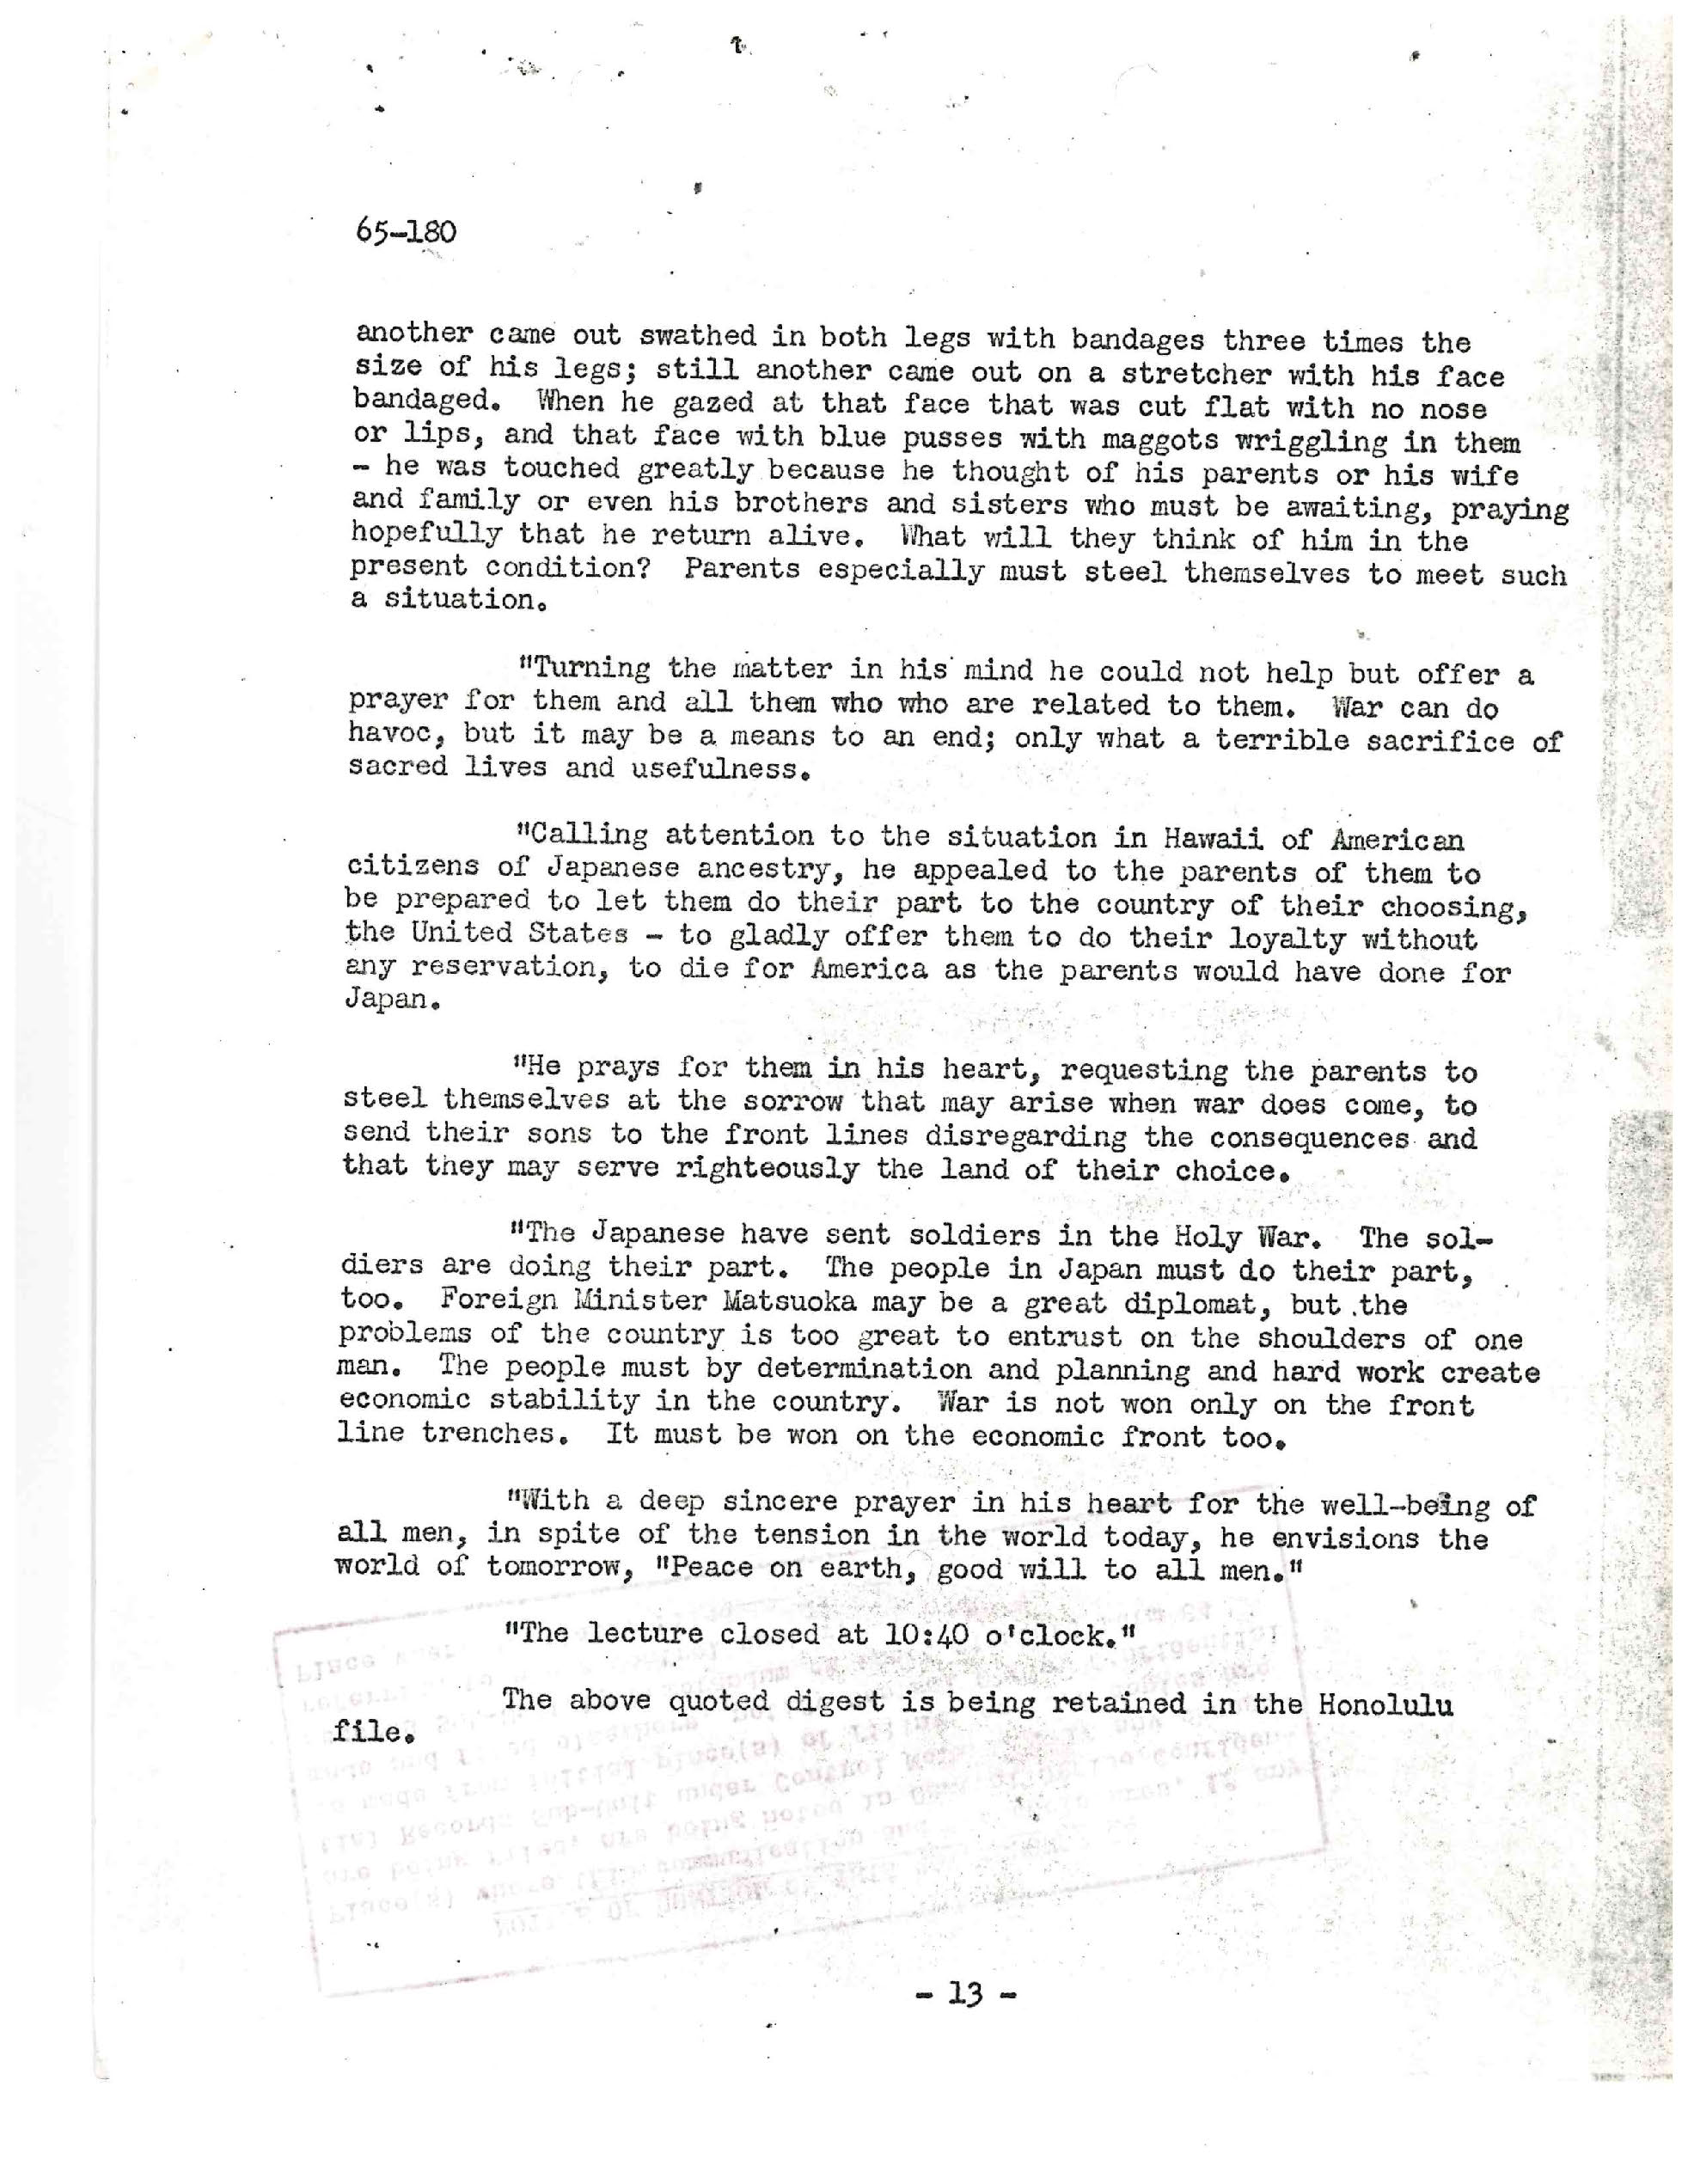 65-180
another came out swathed in both legs with bandages three times the
size of his legs; still another came out on a stretcher with his face
bandaged. When he gazed at that face that was cut flat with no nose
or lips, and that face with blue pusses with maggots wriggling in them
- he was touched greatly because he thought of his parents or his wife
and family or even his brothers and sisters who must be awaiting, praying
hopefully that he return alive. What will they think of him in the
present condition? Parents especially must steel themselves to meet such
a situation.
"Turning the matter in his mind he could not help but offer a
prayer for them and all them who who are related to them. War can do
havoc, but it may be a means to an end; only what a terrible sacrifice of
sacred lives and usefulness.
"Calling attention to the situation in Hawaii of American
citizens of Japanese ancestry, he appealed to the parents of them to
be prepared to let them do their part to the country of their choosing,
the United States - to gladly offer them to do their loyalty without
any reservation, to die for America as the parents would have done for
Japan.
"He prays for them in his heart, requesting the parents to
steel themselves at the sorrow that may arise when war does come, to
send their sons to the front lines disregarding the consequences and
that they may serve righteously the land of their choice.
"The Japanese have sent soldiers in the Holy War. The sol-
diers are doing their part. The people in Japan must do their part,
too. Foreign Minister Matsuoka may be a great diplomat, but the
problems of the country is too great to entrust on the shoulders of one
man. The people must by determination and planning and hard work create
economic stability in the country. War is not won only on the front
line trenches. It must be won on the economic front too.
"With a deep sincere prayer in his heart for the well-being of
all men, in spite of the tension in the world today, he envisions the
world of tomorrow, "Peace on earth, good will to all men."
"The lecture closed at 10:40 o'clock."
The above quoted digest is being retained in the Honolulu
file.
- 13 -